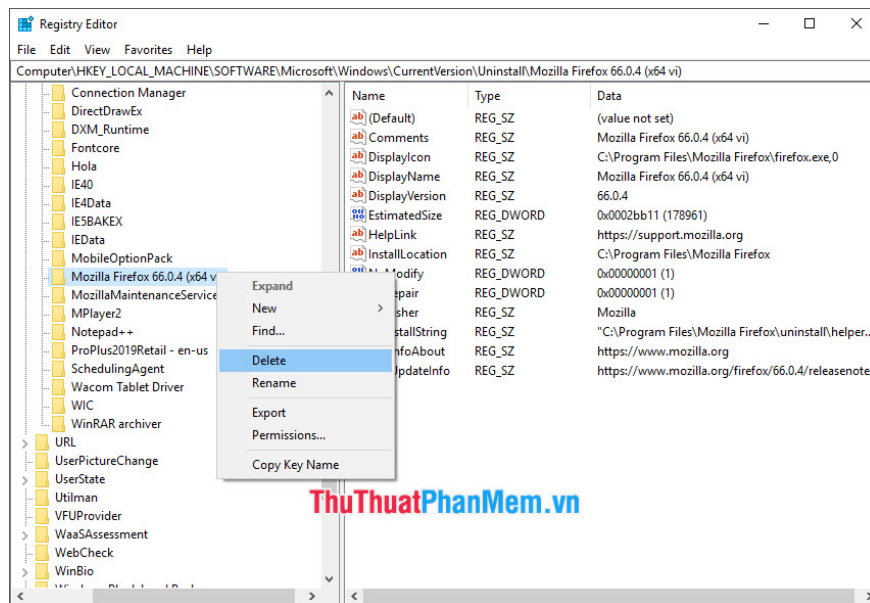 Registry Editor
File Edit View Favorites Help
Computer\HKEY_LOCAL_MACHINE\SOFTWARE\Microsoft\Windows\CurrentVersion\Uninstall\Mozilla Firefox 66.0.4 (x64 vi)
Connection Manager
DirectDrawEx
DXM_Runtime
Fontcore
Hola
IE40
IE4Data
IE5BAKEX
IEData
MobileOptionPack
Mozilla Firefox 66.0.4 (x64 v
MozillaMaintenanceService
MPlayer2
Notepad++
ProPlus2019Retail - en-us
SchedulingAgent
Wacom Tablet Driver
WIC
WinRAR archiver
URL
UserPictureChange
UserState
Utilman
VFUProvider
WaaSAssessment
WebCheck
WinBio
Expand
New
Find...
Delete
Rename
Export
Permissions...
Copy Key Name
Name Type Data
(Default) REG_SZ (value not set)
Comments REG_SZ Mozilla Firefox 66.0.4 (x64 vi)
DisplayIcon REG_SZ C:\Program Files\Mozilla Firefox\firefox.exe,0
DisplayName REG_SZ Mozilla Firefox 66.0.4 (x64 vi)
DisplayVersion REG_SZ 66.0.4
EstimatedSize REG_DWORD 0x0002bb11 (178961)
HelpLink REG_SZ https://support.mozilla.org
InstallLocation REG_SZ C:\Program Files\Mozilla Firefox
Modify REG_DWORD 0x00000001 (1)
epair REG_DWORD 0x00000001 (1)
sher REG_SZ Mozilla
stallString REG_SZ "C:\Program Files\Mozilla Firefox\uninstall\helper...
nfoAbout REG_SZ https://www.mozilla.org
UpdateInfo REG_SZ https://www.mozilla.org/firefox/66.0.4/releasenote
ThuThuatPhanMem.vn